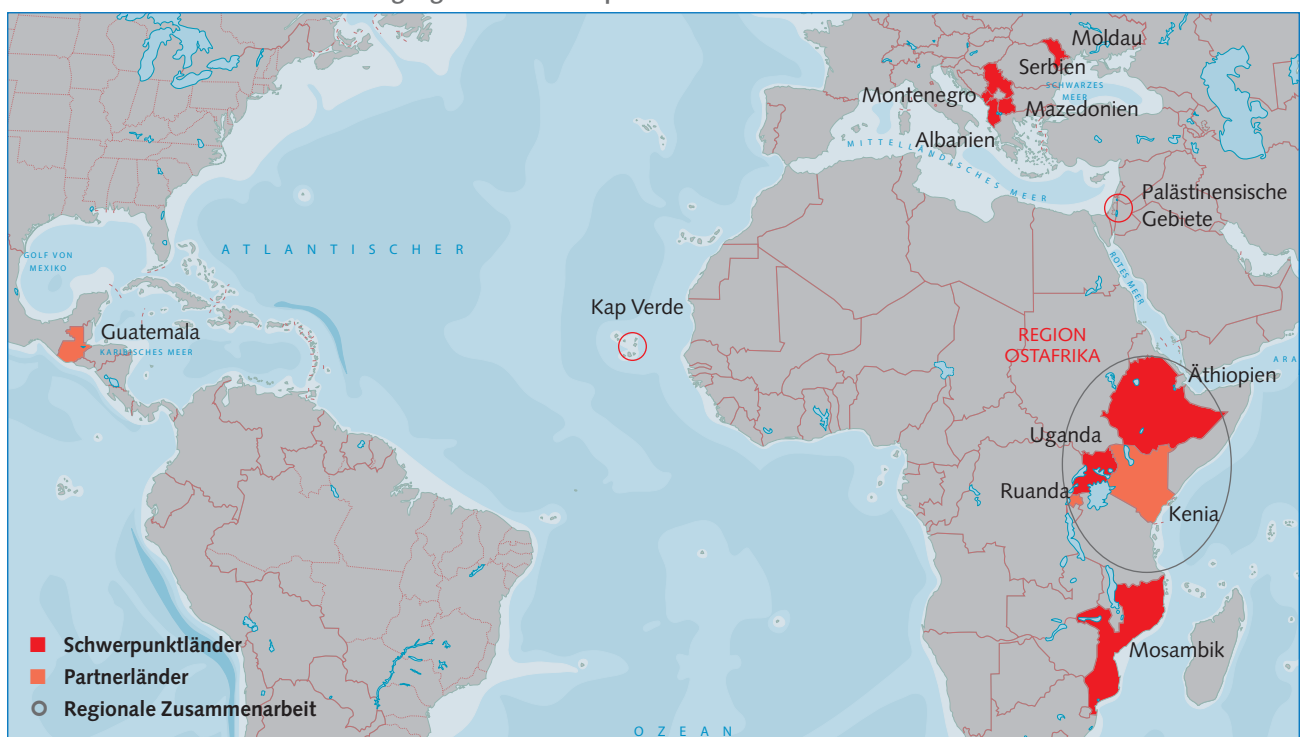 Moldau
Serbien
SCHWARZES
MEER
Montenegro
Mazedonien
Albanien
MITTELLÄNDISCHES MEER
Palästinensische
Gebiete
ATLANTISCHER
GOLF VON
MEXIKO
ROTES MEER
Kap Verde
Guatemala
KARIBISCHES MEER
REGION
OSTAFRIKA
ARA
Äthiopien
Uganda
Ruanda
Kenia
Mosambik
Schwerpunktländer
Partnerländer
Regionale Zusammenarbeit
OZEAN